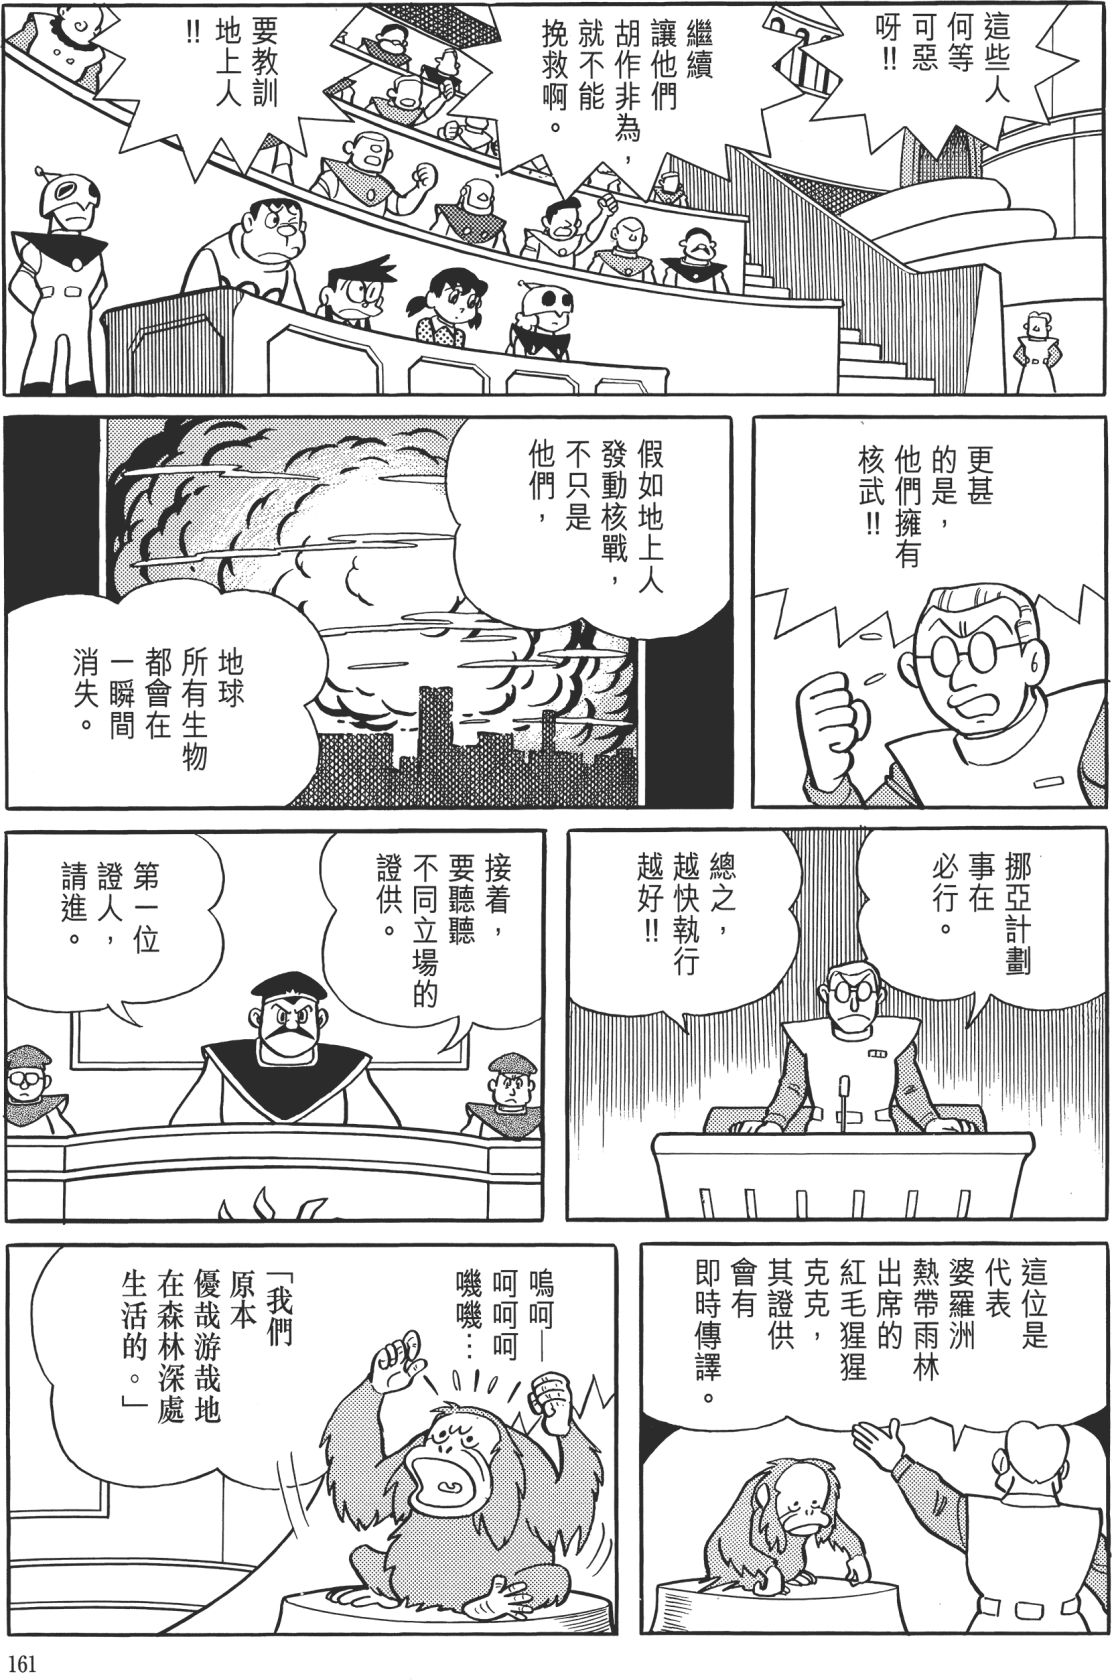 這些人
何等
可惡
呀!!
繼續
讓他們
胡作非為，
就不能
挽救啊。
要教訓
地上人
!!
更甚
的是，
他們擁有
核武!!
假如地上人
發動核戰，
不只是
他們，
地球
所有生物
都會在
一瞬間
消失。
挪亞計劃
事在
必行。
總之，
越快執行
越好!!
接着，
要聽聽
不同立場的
證供。
第一位
證人，
請進。
這位是
代表
婆羅洲
熱帶雨林
出席的
紅毛猩猩
克克，
其證供
會有
即時傳譯。
嗚呵—
呵呵呵
嘰嘰…
「我們
原本
優哉游哉地
在森林深處
生活的。」
161